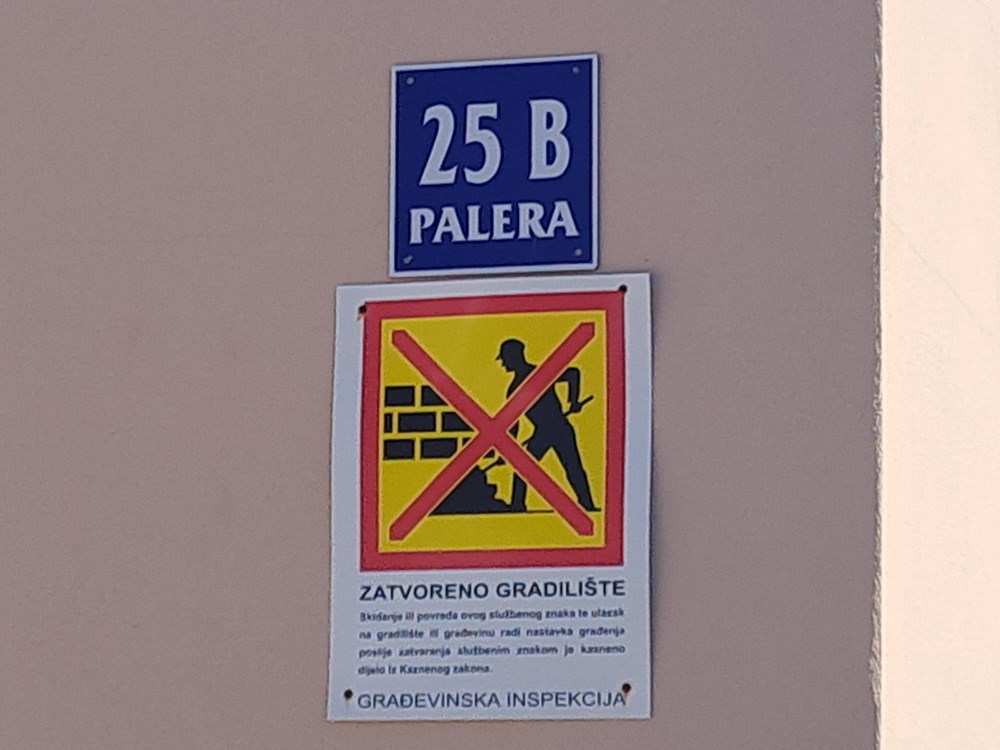 25 B
PALERA
ZATVORENO GRADILIŠTE
Skidanje ili povreda ovog službenog znaka te ulazak
na gradilište ili građevinu radi nastavka građenja
poslije zatvaranja službenim znakom je kazneno
djelo iz Kaznenog zakona.
GRAĐEVINSKA INSPEKCIJA